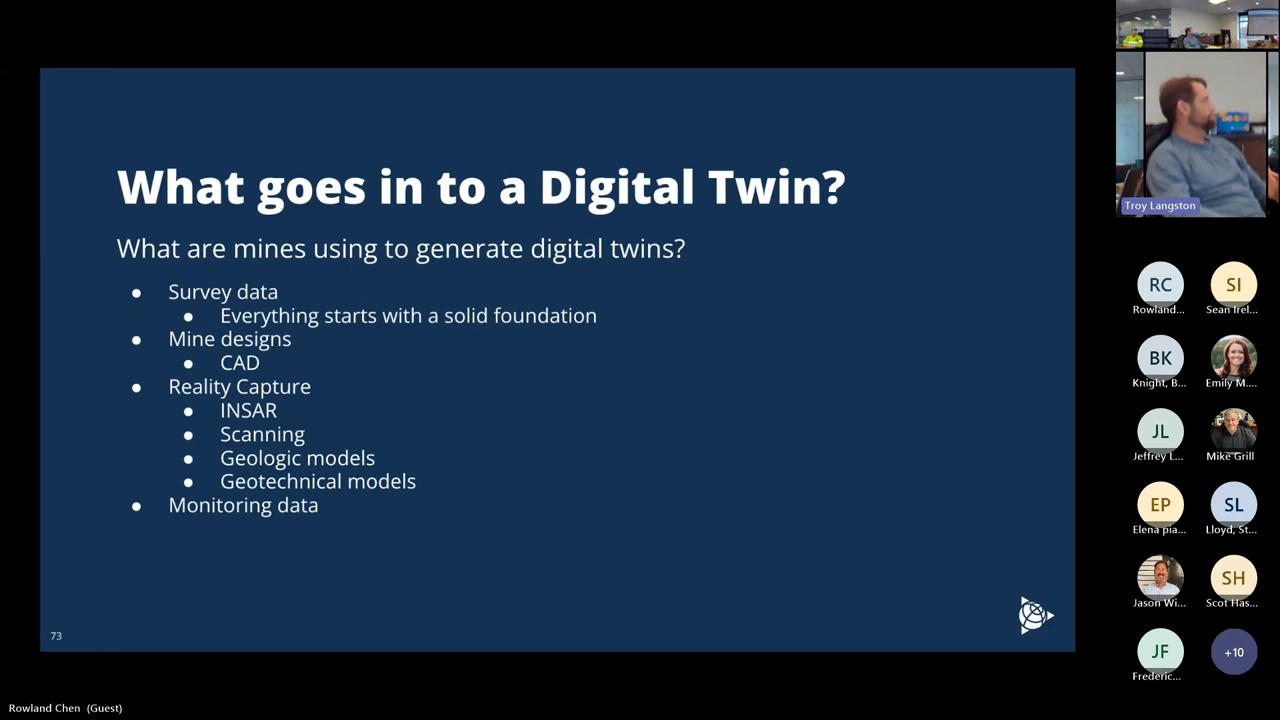 What goes in to a Digital Twin?
What are mines using to generate digital twins?
● Survey data
● Everything starts with a solid foundation
● Mine designs
● CAD
● Reality Capture
● INSAR
● Scanning
● Geologic models
● Geotechnical models
● Monitoring data
73
Troy Langston
RC SI
Rowland... Sean Irel...
BK
Knight, B... Emily M....
JL
Jeffrey L... Mike Grill
EP SL
Elena pia... Lloyd, St...
SH
Jason Wi... Scot Has...
JF +10
Frederic...
Rowland Chen (Guest)